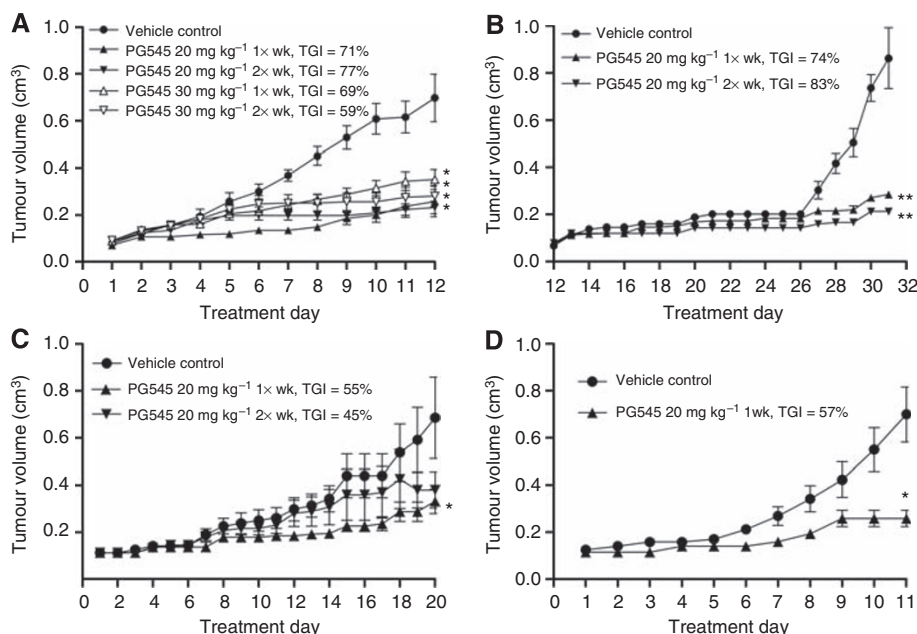 A
Vehicle control
PG545 20 mg kg⁻¹ 1× wk, TGI = 71%
PG545 20 mg kg⁻¹ 2× wk, TGI = 77%
PG545 30 mg kg⁻¹ 1× wk, TGI = 69%
PG545 30 mg kg⁻¹ 2× wk, TGI = 59%
Tumour volume (cm³)
1.0
0.8
0.6
0.4
0.2
0.0
*
*
*
*
0 1 2 3 4 5 6 7 8 9 10 11 12
Treatment day
B
Vehicle control
PG545 20 mg kg⁻¹ 1× wk, TGI = 74%
PG545 20 mg kg⁻¹ 2× wk, TGI = 83%
Tumour volume (cm³)
1.0
0.8
0.6
0.4
0.2
0.0
**
**
12 14 16 18 20 22 24 26 28 30 32
Treatment day
C
Vehicle control
PG545 20 mg kg⁻¹ 1× wk, TGI = 55%
PG545 20 mg kg⁻¹ 2× wk, TGI = 45%
Tumour volume (cm³)
1.0
0.8
0.6
0.4
0.2
*
0 2 4 6 8 10 12 14 16 18 20
Treatment day
D
Vehicle control
PG545 20 mg kg⁻¹ 1wk, TGI = 57%
Tumour volume (cm³)
1.0
0.8
0.6
0.4
0.2
0.0
*
0 1 2 3 4 5 6 7 8 9 10 11
Treatment day